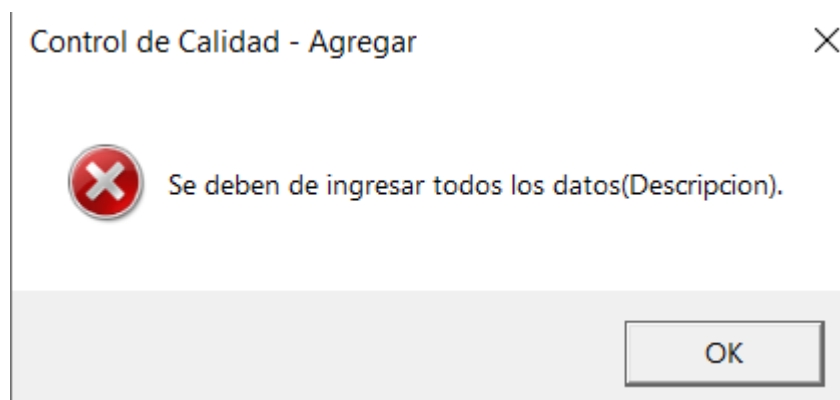 Control de Calidad - Agregar
Se deben de ingresar todos los datos(Descripcion).
OK